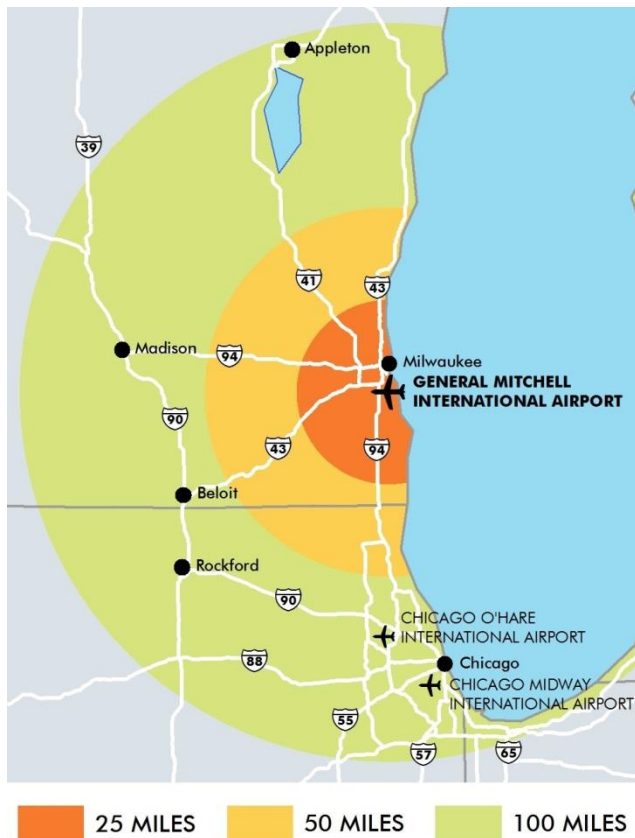 Appleton
39
41
43
Madison
94
Milwaukee
GENERAL MITCHELL
INTERNATIONAL AIRPORT
90
43
94
Beloit
Rockford
90
CHICAGO O'HARE
INTERNATIONAL AIRPORT
88
Chicago
CHICAGO MIDWAY
INTERNATIONAL AIRPORT
55
57
65
25 MILES
50 MILES
100 MILES